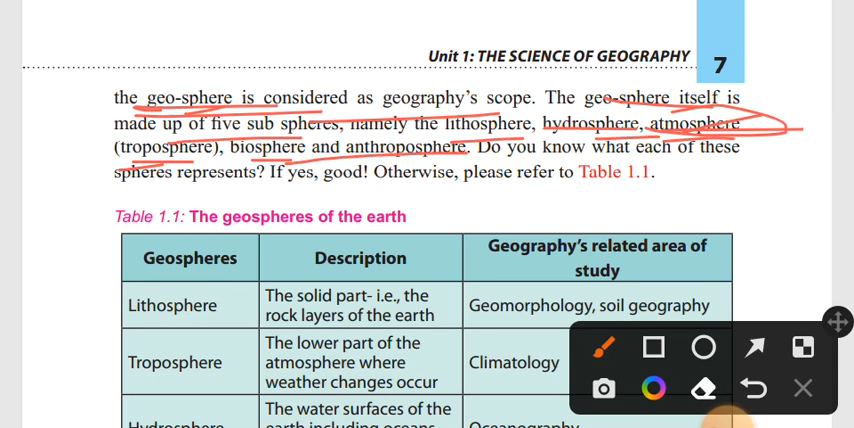 Unit 1: THE SCIENCE OF GEOGRAPHY 7
the geo-sphere is considered as geography's scope. The geo-sphere itself is
made up of five sub spheres, namely the lithosphere, hydrosphere, atmosphere
(troposphere), biosphere and anthroposphere. Do you know what each of these
spheres represents? If yes, good! Otherwise, please refer to Table 1.1.
Table 1.1: The geospheres of the earth
Geospheres
Description
Geography's related area of
study
Lithosphere
The solid part- i.e., the
rock layers of the earth
Geomorphology, soil geography
Troposphere
The lower part of the
atmosphere where
weather changes occur
Climatology
Hydrosphere
The water surfaces of the
earth including oceans
Oceanography